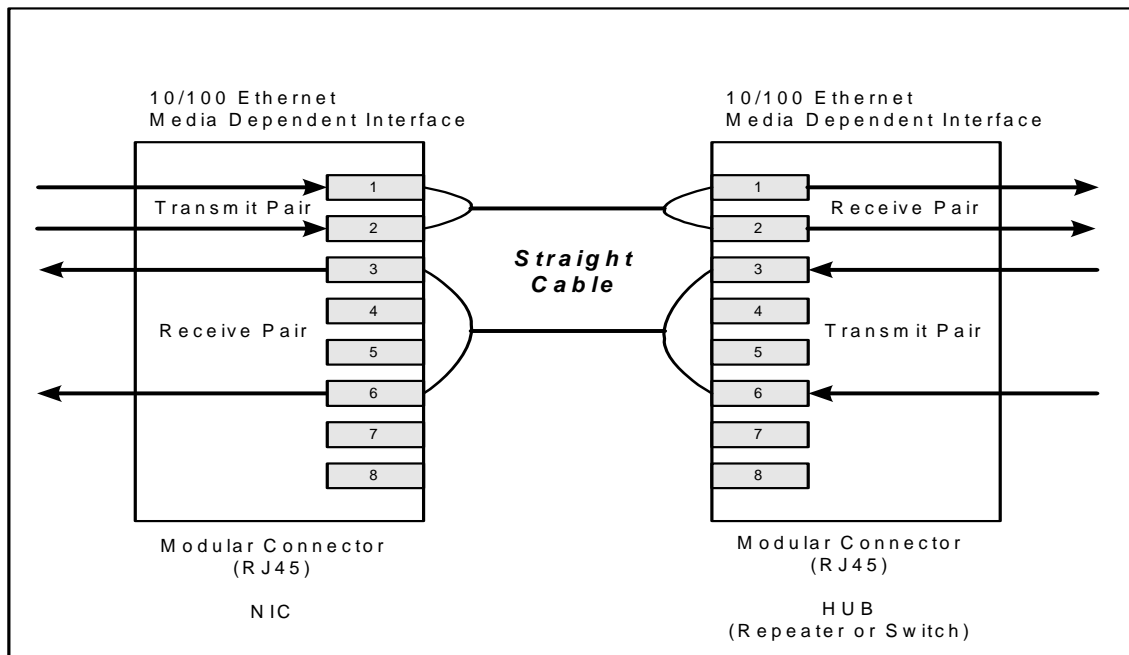 10/100 Ethernet
Media Dependent Interface
10/100 Ethernet
Media Dependent Interface
1
Transmit Pair
2
3
4
Receive Pair
5
6
7
8
Straight
Cable
1
Receive Pair
2
3
4
Transmit Pair
5
6
7
8
Modular Connector
(RJ45)
NIC
Modular Connector
(RJ45)
HUB
(Repeater or Switch)